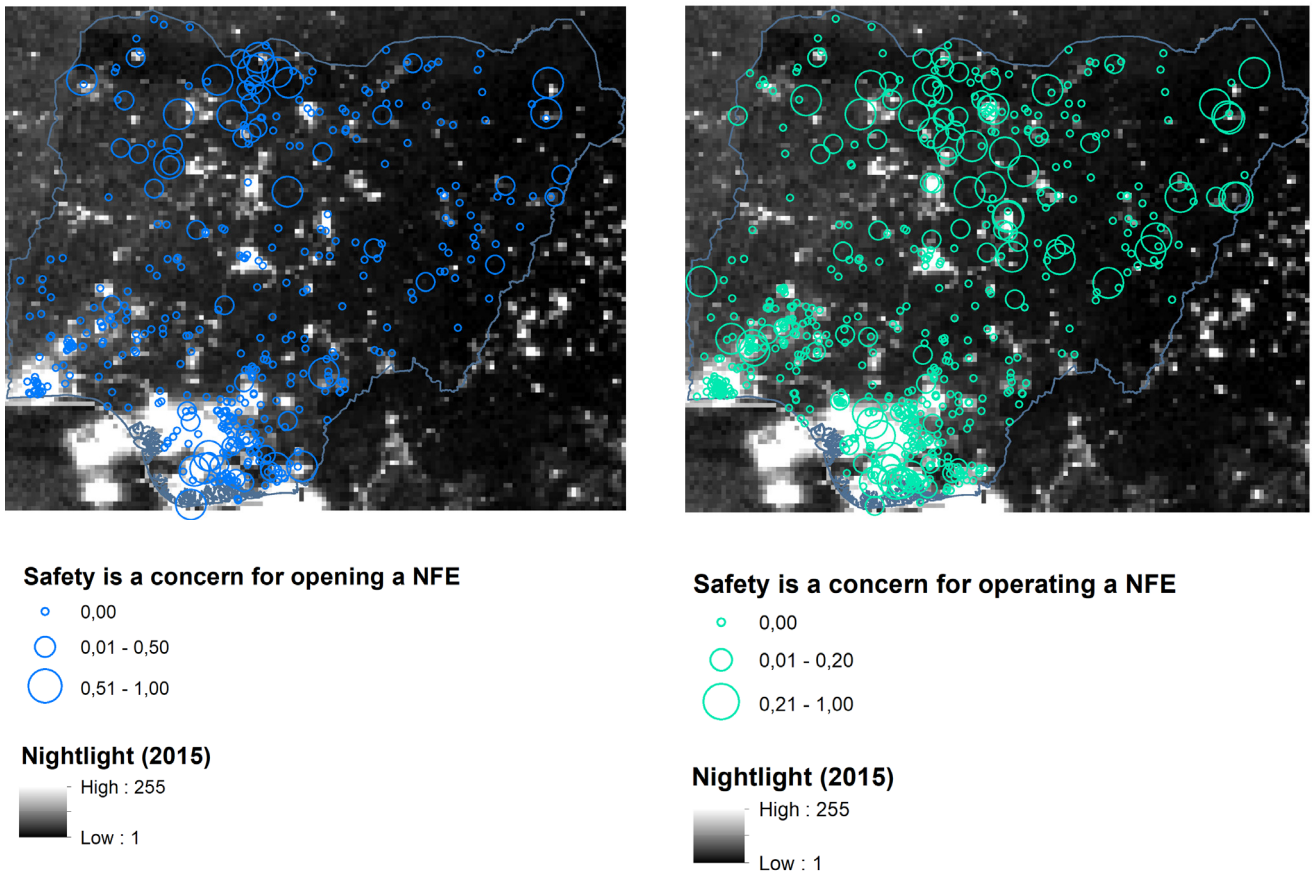 Safety is a concern for opening a NFE
0,00
0,01 - 0,50
0,51 - 1,00
Nightlight (2015)
High : 255
Low : 1
Safety is a concern for operating a NFE
0,00
0,01 - 0,20
0,21 - 1,00
Nightlight (2015)
High : 255
Low : 1